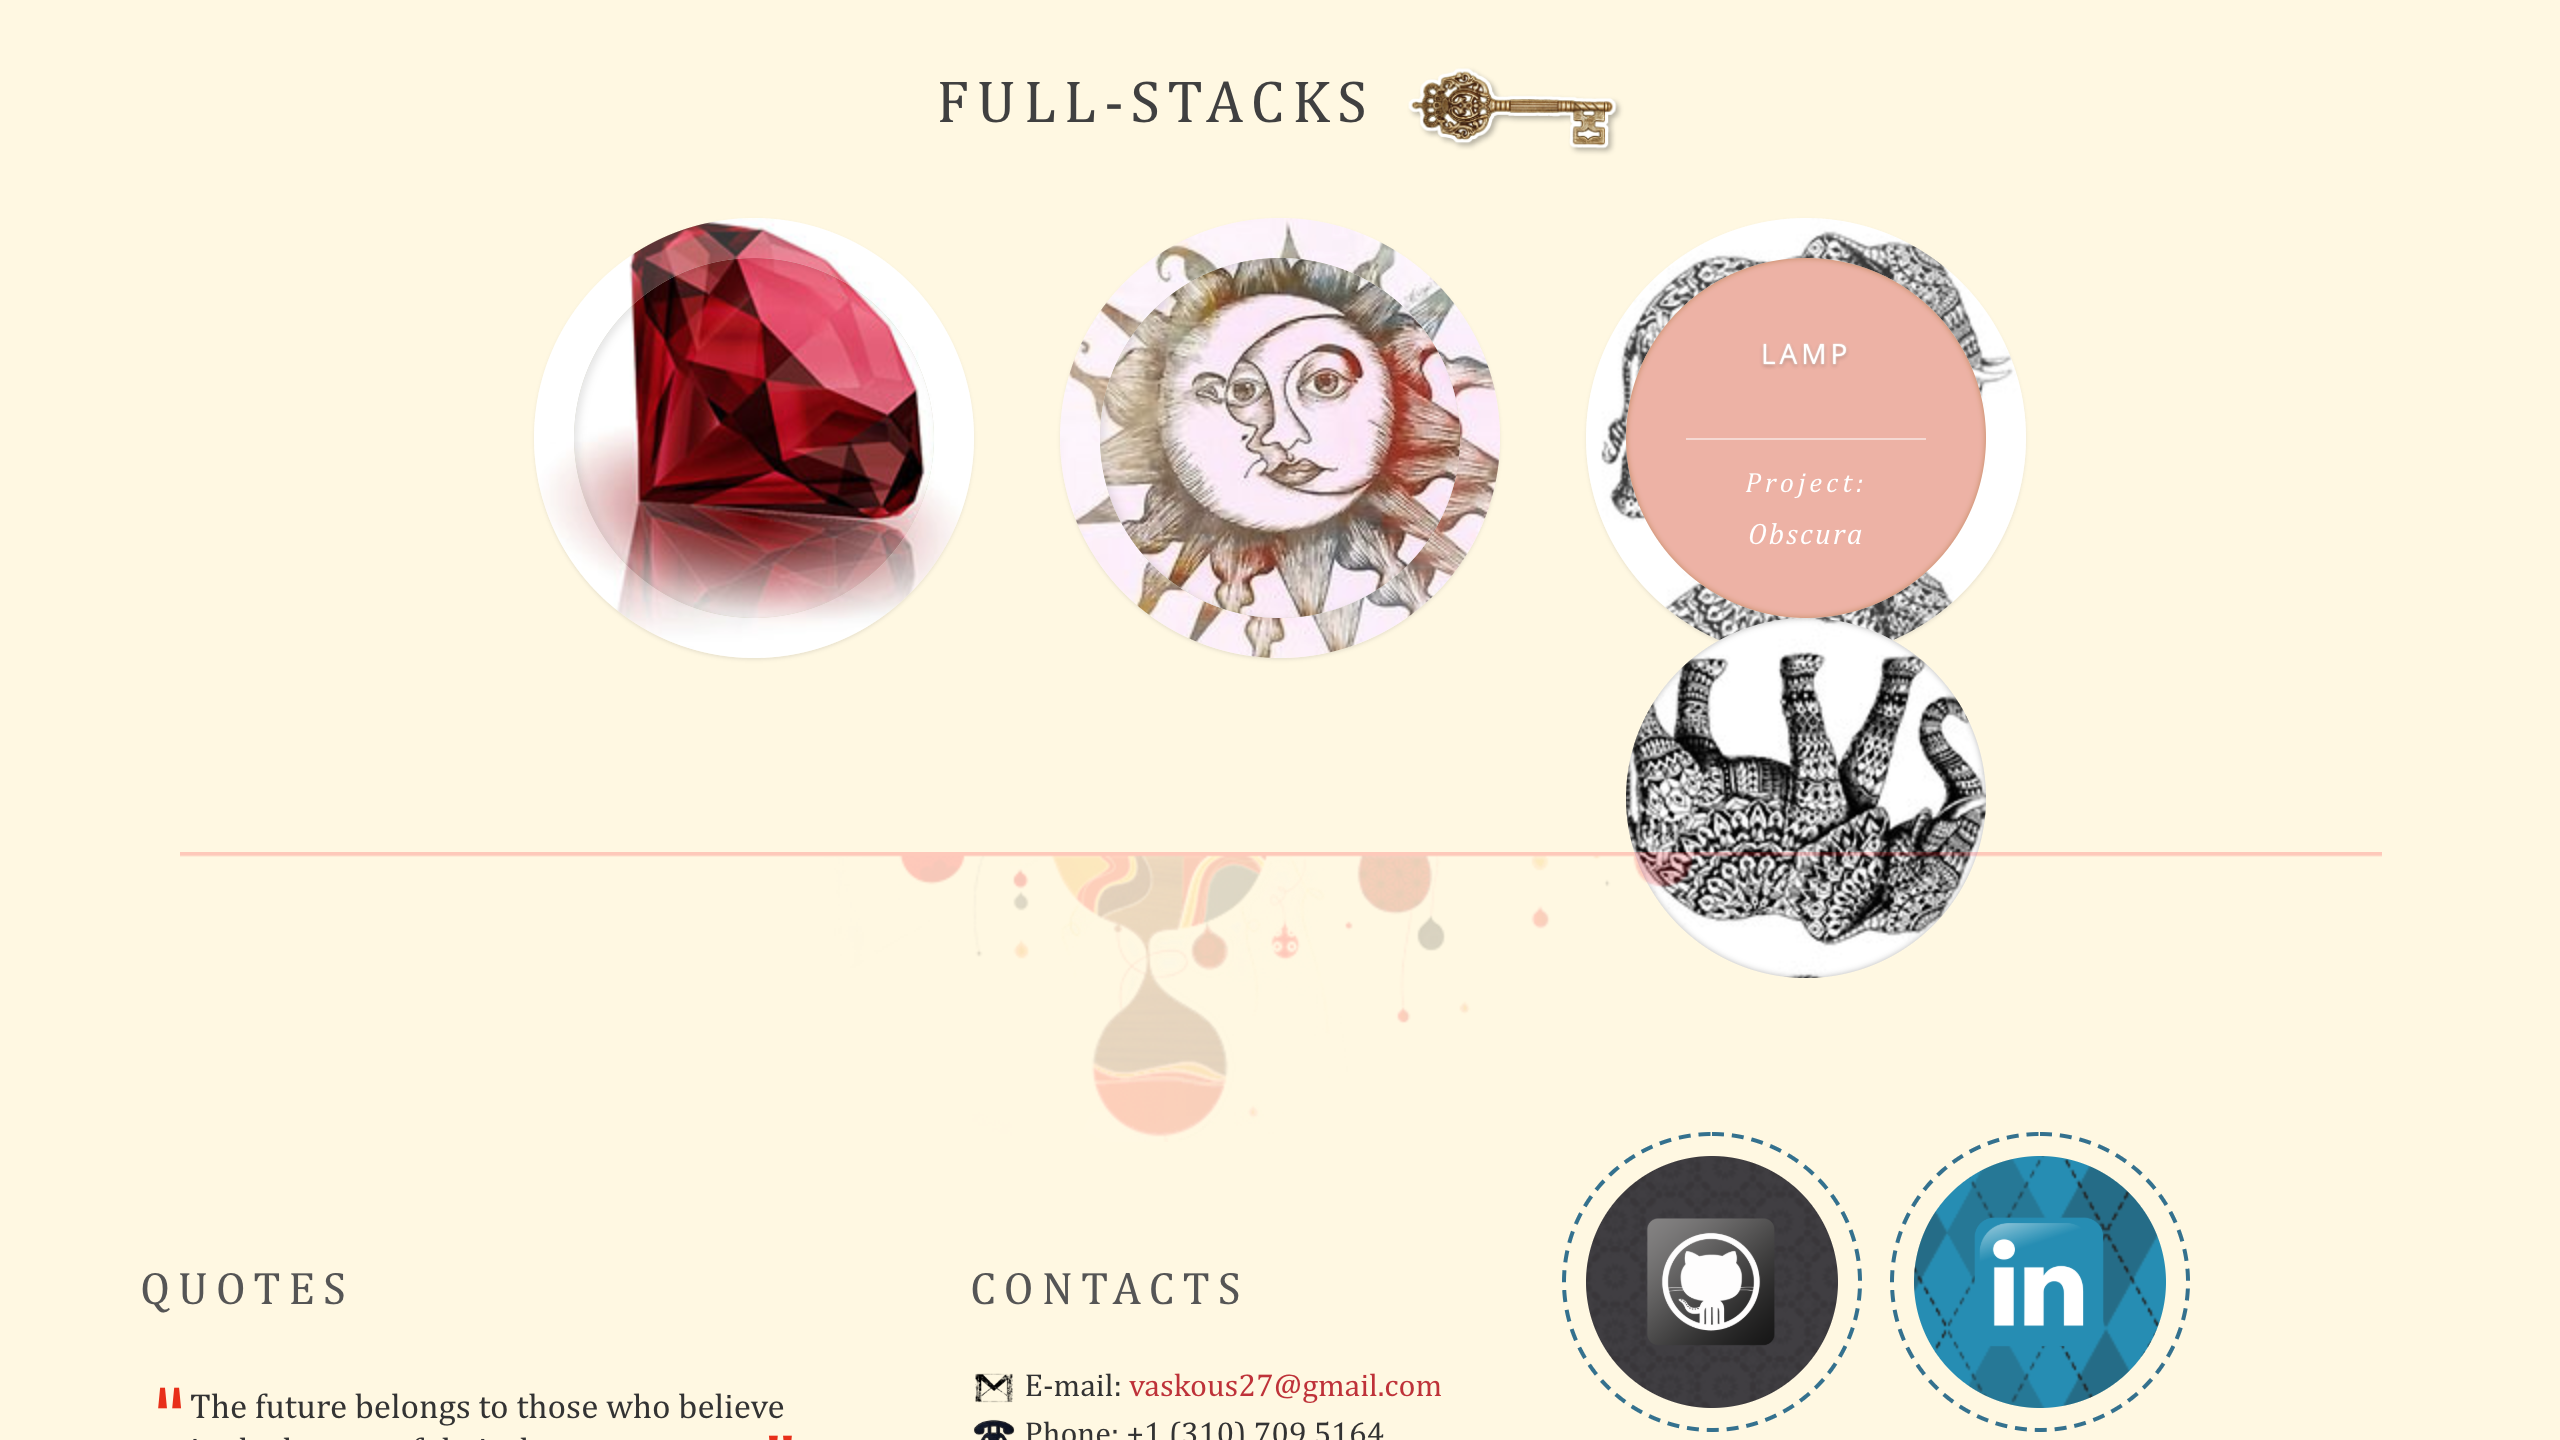 FULL-STACKS
LAMP
Project:
Obscura
QUOTES
" The future belongs to those who believe
CONTACTS
E-mail: vaskous27@gmail.com
Phone: +1 (310) 709 5164
in